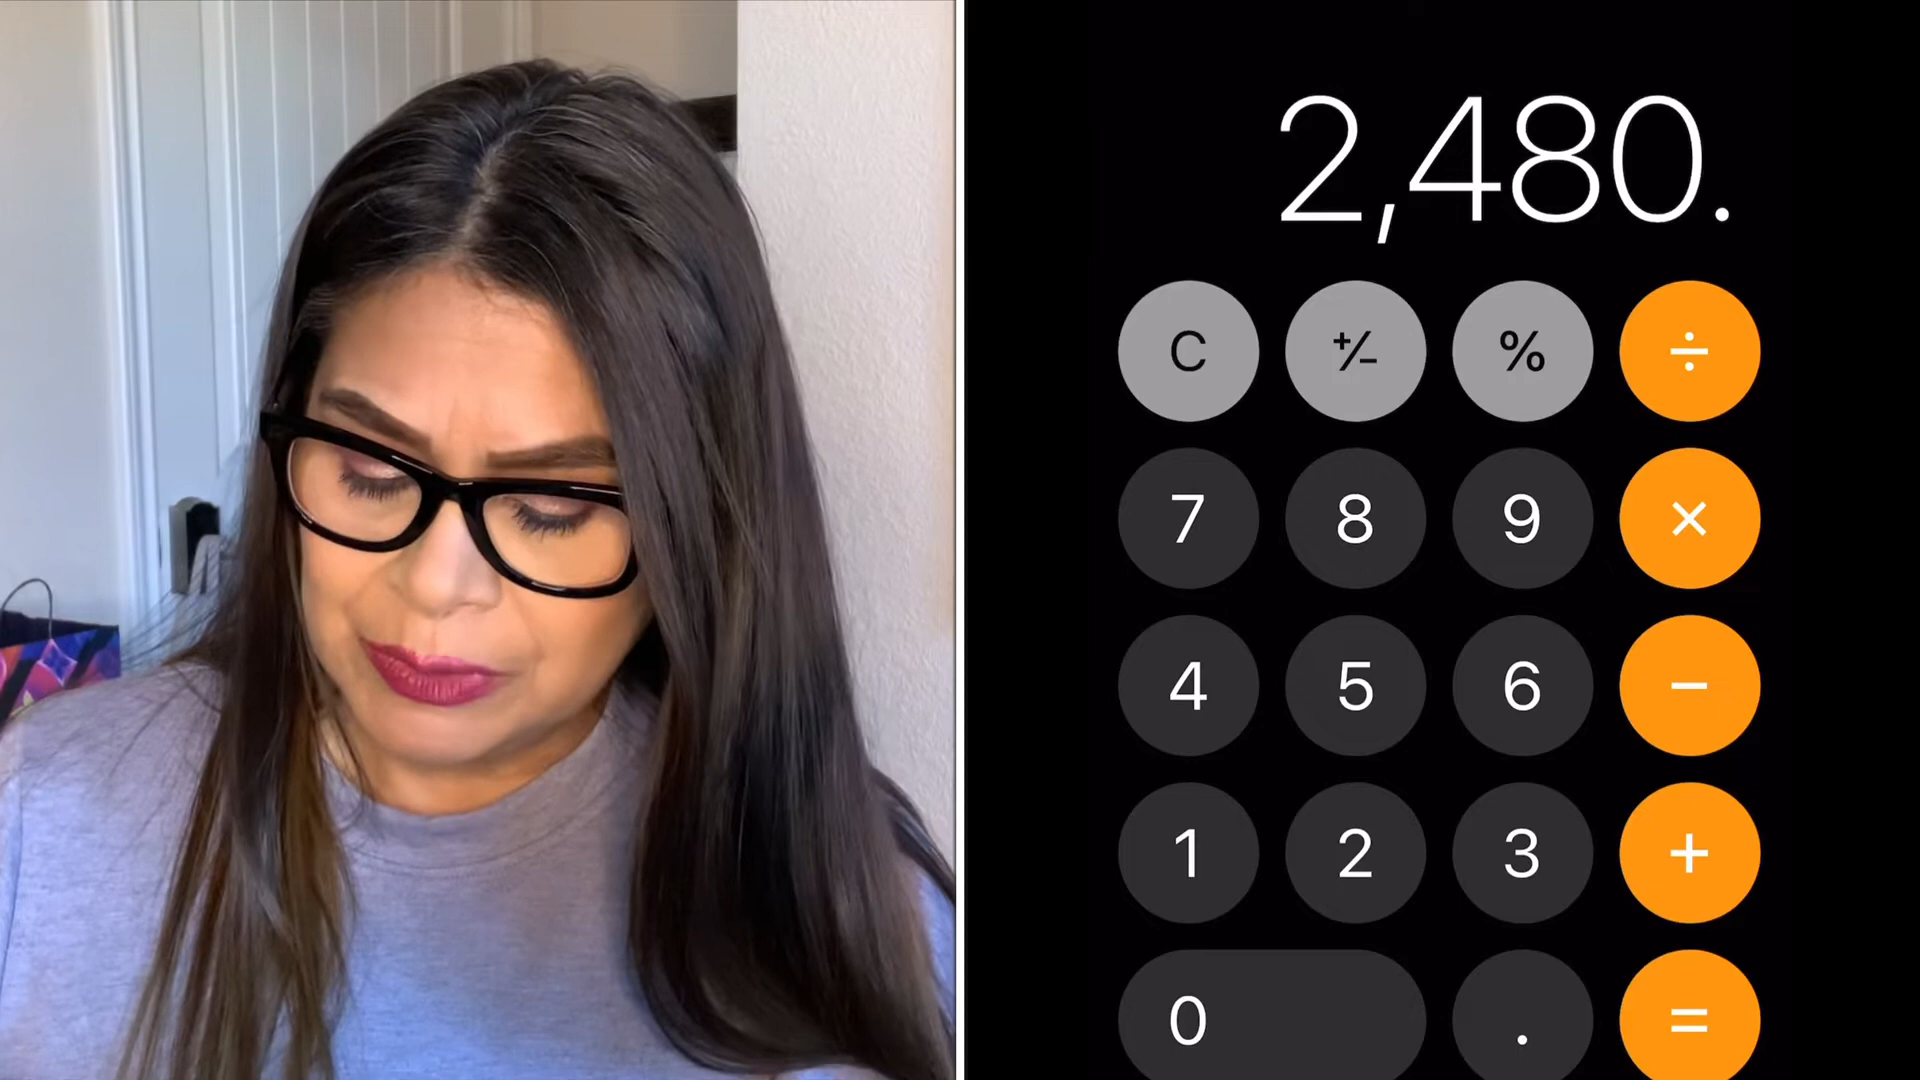 2,480.
C +/- % ÷
7 8 9 ×
4 5 6 −
1 2 3 +
0 . =